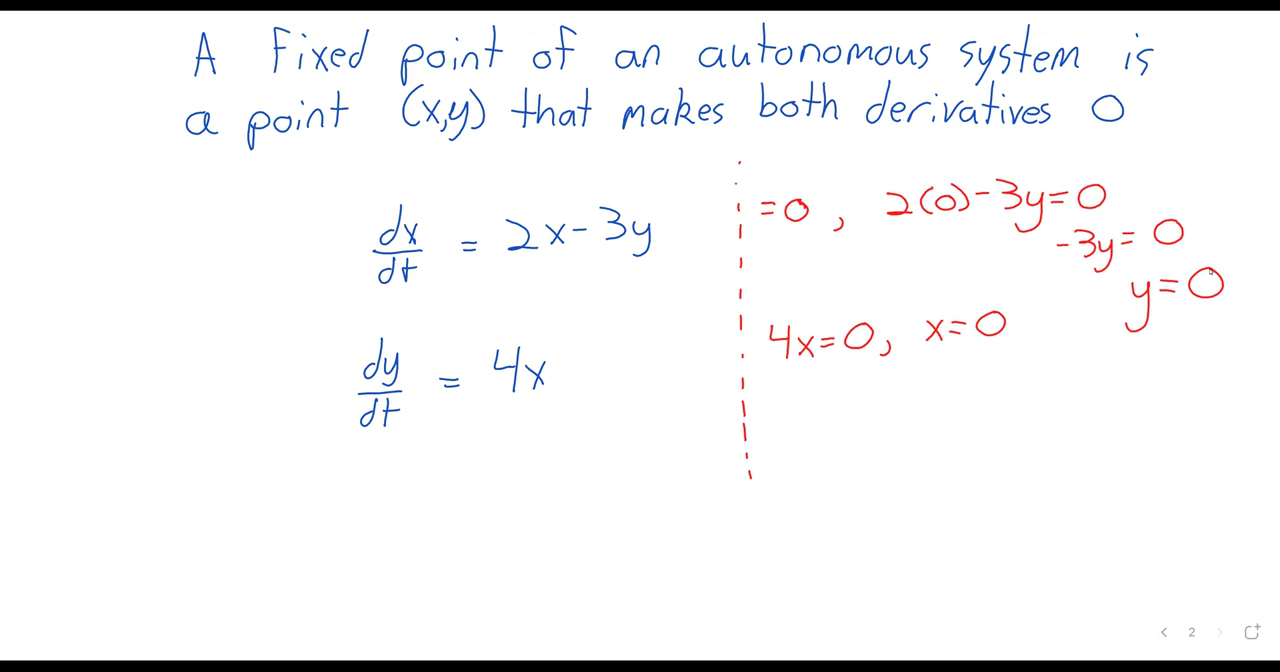 A Fixed point of an autonomous system is
a point (x,y) that makes both derivatives 0
dx/dt = 2x - 3y
=0, 2(0) - 3y = 0
-3y = 0
y = 0
dy/dt = 4x
4x = 0, x = 0
2